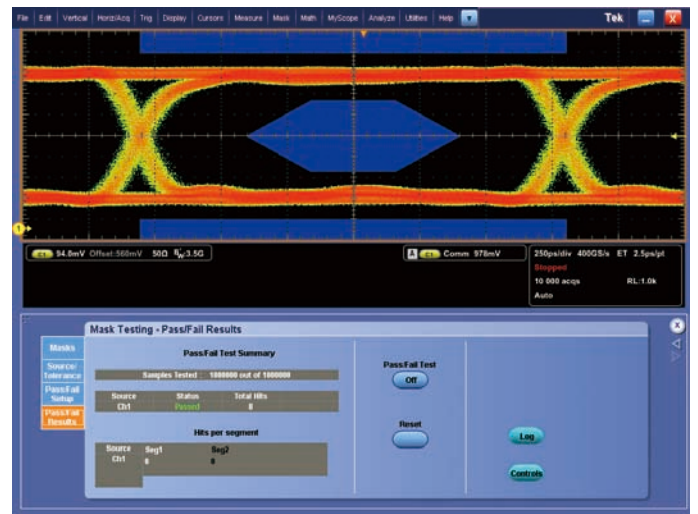 File Edit Vertical Horiz/Acq Trig Display Cursors Measure Mask Math MyScope Analyze Utilities Help Tek X
1
C1 94.0mV Offset:560mV 50Ω BW:3.5G
A C1 Comm 978mV
250ps/div 400GS/s ET 2.5ps/pt
Stopped
10 000 acqs RL:1.0k
Auto
Mask Testing - Pass/Fail Results
X
Masks
Source/
Tolerance
Pass/Fail
Setup
Pass/Fail
Results
Pass/Fail Test Summary
Samples Tested : 1000000 out of 1000000
Source Status Total Hits
Ch1 Passed 0
Hits per segment
Source Seg1 Seg2
Ch1 0 0
Pass/Fail Test
Off
Reset
Log
Controls